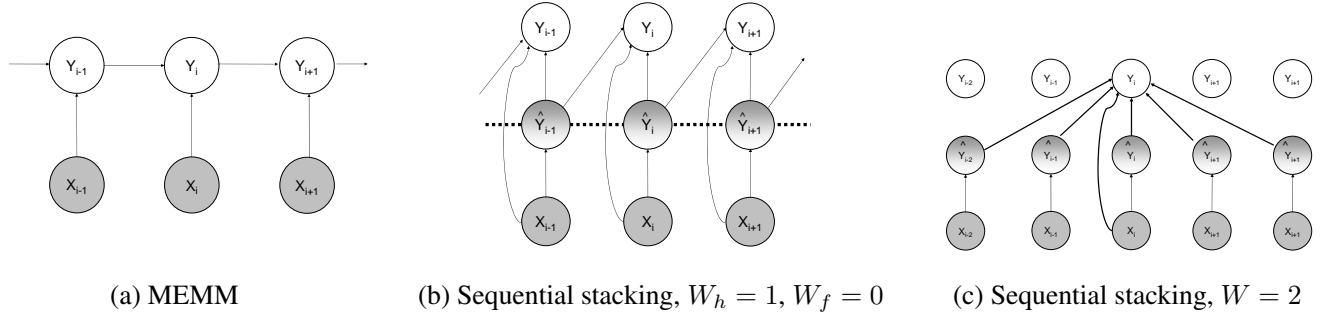 Y_{i-1} Y_i Y_{i+1}
X_{i-1} X_i X_{i+1}
(a) MEMM
Y_{i-1} Y_i Y_{i+1}
Ŷ_{i-1} Ŷ_i Ŷ_{i+1}
X_{i-1} X_i X_{i+1}
(b) Sequential stacking, W_h = 1, W_f = 0
Y_{i-2} Y_{i-1} Y_i Y_{i+1} Y_{i+1}
Ŷ_{i-2} Ŷ_{i-1} Ŷ_i Ŷ_{i+1} Ŷ_{i+1}
X_{i-2} X_{i-1} X_i X_{i+1} X_{i+1}
(c) Sequential stacking, W = 2